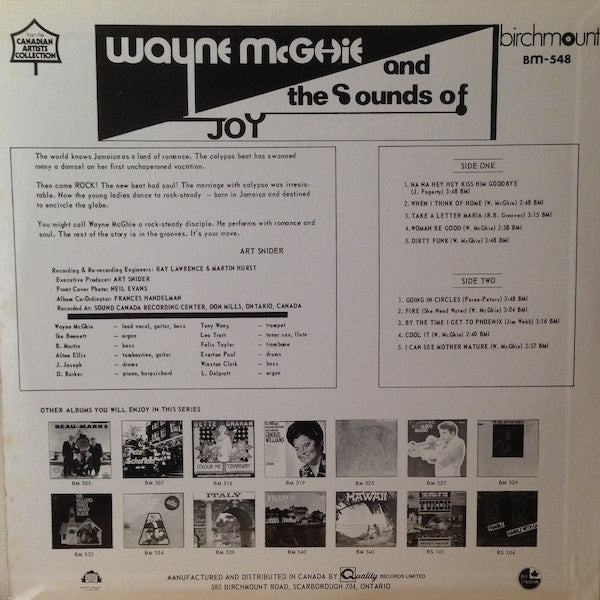 from the
CANADIAN
ARTISTS
COLLECTION
WAYNE McGHIE
and
the Sounds of
JOY
birchmount
BM-548
The world knows Jamaica as a land of romance. The calypso beat has swooned
many a damsel on her first unchaperoned vacation.
Then came ROCK! The new beat had soul! The marriage with calypso was irresis-
table. Now the young ladies dance to rock-steady - born in Jamaica and destined
to encircle the globe.
You might call Wayne McGhie a rock-steady disciple. He performs with romance and
soul. The rest of the story is in the grooves. It's your move.
ART SNIDER
Recording & Re-recording Engineers: RAY LAWRENCE & MARTIN HURST
Executive Producer: ART SNIDER
Front Cover Photo: NEIL EVANS
Album Co-Ordinator: FRANCES HANDELMAN
Recorded At: SOUND CANADA RECORDING CENTER, DON MILLS, ONTARIO, CANADA
Wayne McGhie - lead vocal, guitar, bass
Ike Bennett - organ
B. Martin - bass
Alton Ellis - tambourine, guitar
J. Joseph - drums
D. Barker - piano, harpsichord
Tony Wong - trumpet
Leo Trott - tenor sax, flute
Felix Taylor - trombone
Everton Paul - drums
Winston Clark - bass
L. Delpratt - organ
SIDE ONE
1. NA NA HEY HEY KISS HIM GOODBYE
(J. Fogerty) 3:48 BMI
2. WHEN I THINK OF HOME (W. McGhie) 2:48 BMI
3. TAKE A LETTER MARIA (R.B. Greaves) 3:15 BMI
4. WOMAN BE GOOD (W. McGhie) 2:58 BMI
5. DIRTY FUNK (W. McGhie) 3:48 BMI
SIDE TWO
1. GOING IN CIRCLES (Poree-Peters) 3:48 BMI
2. FIRE (She Need Water) (W. McGhie) 3:04 BMI
3. BY THE TIME I GET TO PHOENIX (Jim Webb) 3:16 BMI
4. COOL IT (W. McGhie) 2:40 BMI
5. I CAN SEE MOTHER NATURE (W. McGhie) 2:37 BMI
OTHER ALBUMS YOU WILL ENJOY IN THIS SERIES
BEAU-MARKS
BETTE GRAHAM
COLOUR ME CANADIAN
BM 505
BM 507
BM 516
BM 519
BM 525
BM 527
BM 529
ITALY
FRANCE
HAWAII
YUKON
BM 532
BM 534
BM 539
BM 540
BM 541
RS 101
RS 104
MANUFACTURED AND DISTRIBUTED IN CANADA BY Quality RECORDS LIMITED
380 BIRCHMOUNT ROAD, SCARBOROUGH 704, ONTARIO